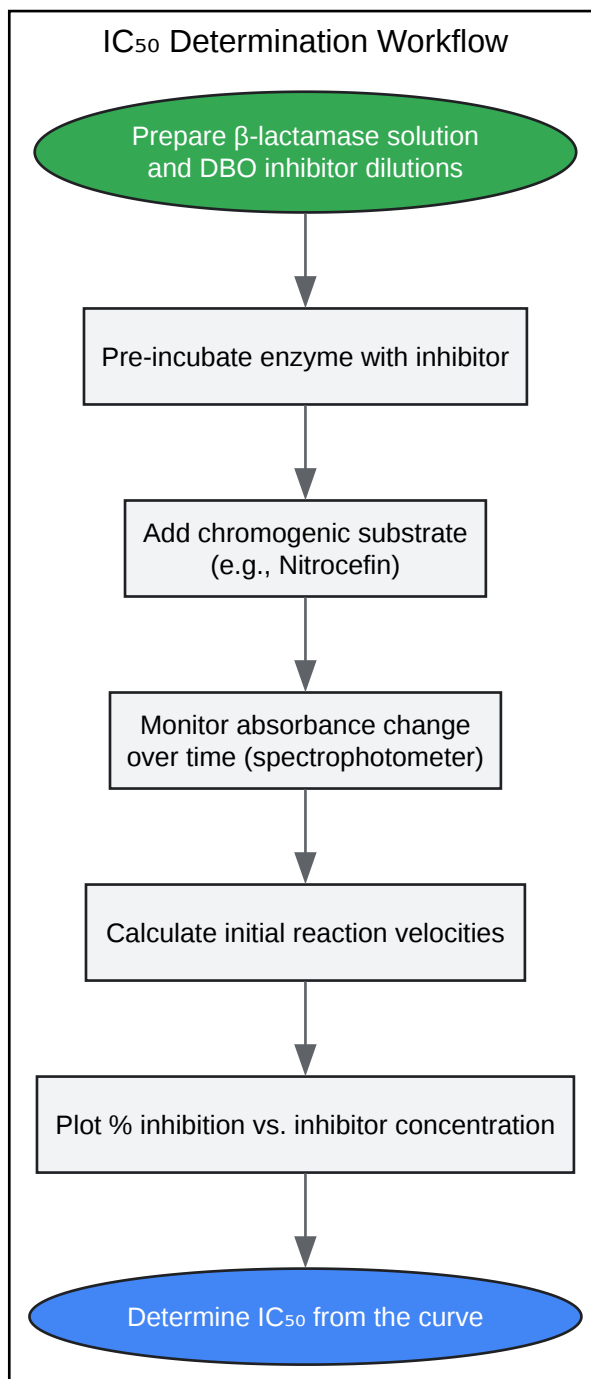 IC₅₀ Determination Workflow
Prepare β-lactamase solution
and DBO inhibitor dilutions
Pre-incubate enzyme with inhibitor
Add chromogenic substrate
(e.g., Nitrocefin)
Monitor absorbance change
over time (spectrophotometer)
Calculate initial reaction velocities
Plot % inhibition vs. inhibitor concentration
Determine IC₅₀ from the curve